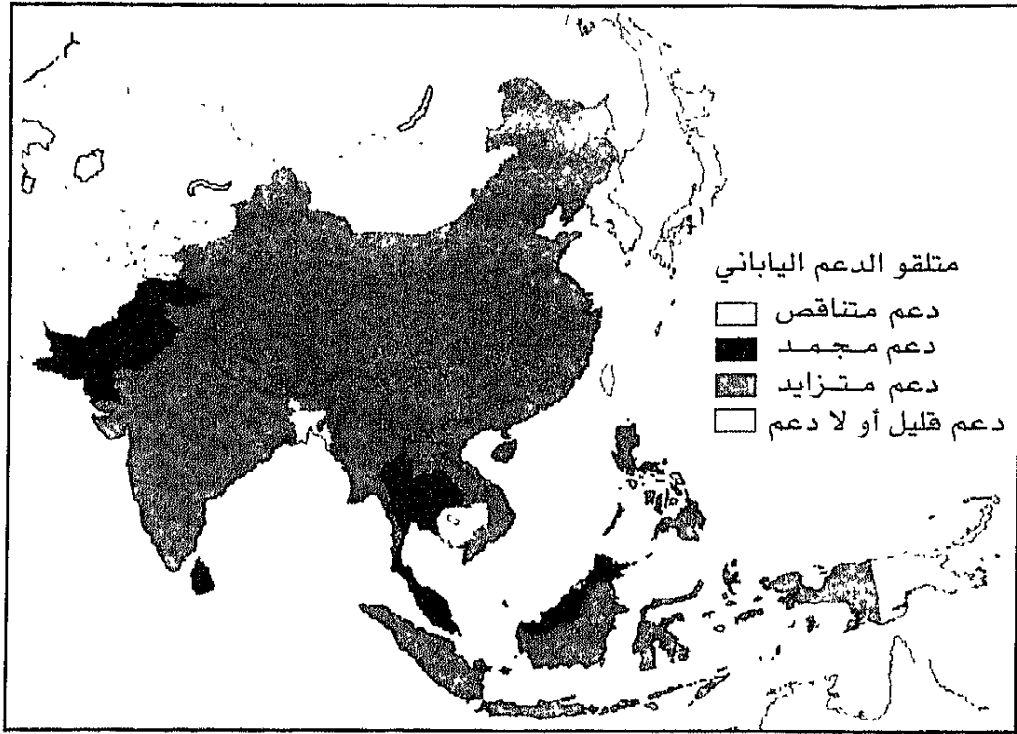 متلقو الدعم الياباني
دعم متناقص
دعم مجمد
دعم متزايد
دعم قليل أو لا دعم